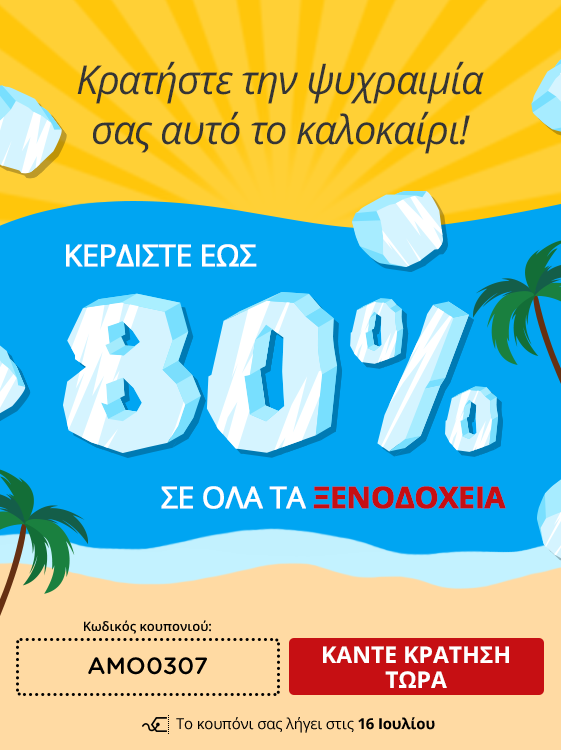 Κρατήστε την ψυχραιμία
σας αυτό το καλοκαίρι!
ΚΕΡΔΙΣΤΕ ΕΩΣ
80%
ΣΕ ΟΛΑ ΤΑ ΞΕΝΟΔΟΧΕΙΑ
Κωδικός κουπονιού:
AMO0307
ΚΑΝΤΕ ΚΡΑΤΗΣΗ
ΤΩΡΑ
Το κουπόνι σας λήγει στις 16 Ιουλίου